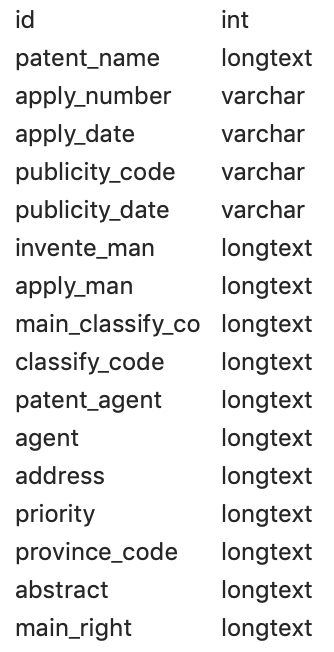 id int
patent_name longtext
apply_number varchar
apply_date varchar
publicity_code varchar
publicity_date varchar
invente_man longtext
apply_man longtext
main_classify_co longtext
classify_code longtext
patent_agent longtext
agent longtext
address longtext
priority longtext
province_code longtext
abstract longtext
main_right longtext